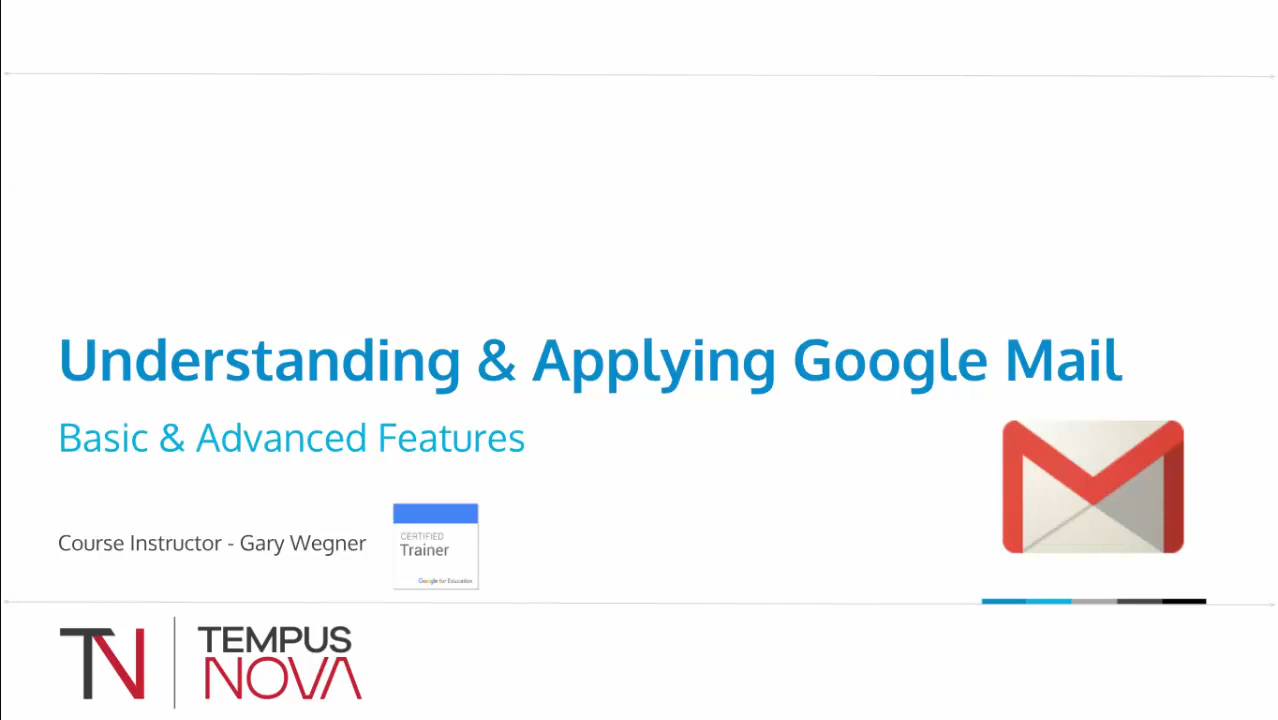 Understanding & Applying Google Mail
Basic & Advanced Features
Course Instructor - Gary Wegner
CERTIFIED
Trainer
Google for Education
TN
TEMPUS
NOVA